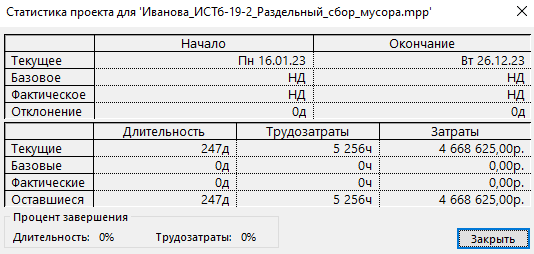 Статистика проекта для 'Иванова_ИСТб-19-2_Раздельный_сбор_мусора.mpp'
Начало Окончание
Текущее Пн 16.01.23 Вт 26.12.23
Базовое НД НД
Фактическое НД НД
Отклонение 0д 0д
Длительность Трудозатраты Затраты
Текущие 247д 5 256ч 4 668 625,00р.
Базовые 0д 0ч 0,00р.
Фактические 0д 0ч 0,00р.
Оставшиеся 247д 5 256ч 4 668 625,00р.
Процент завершения
Длительность: 0% Трудозатраты: 0% Закрыть